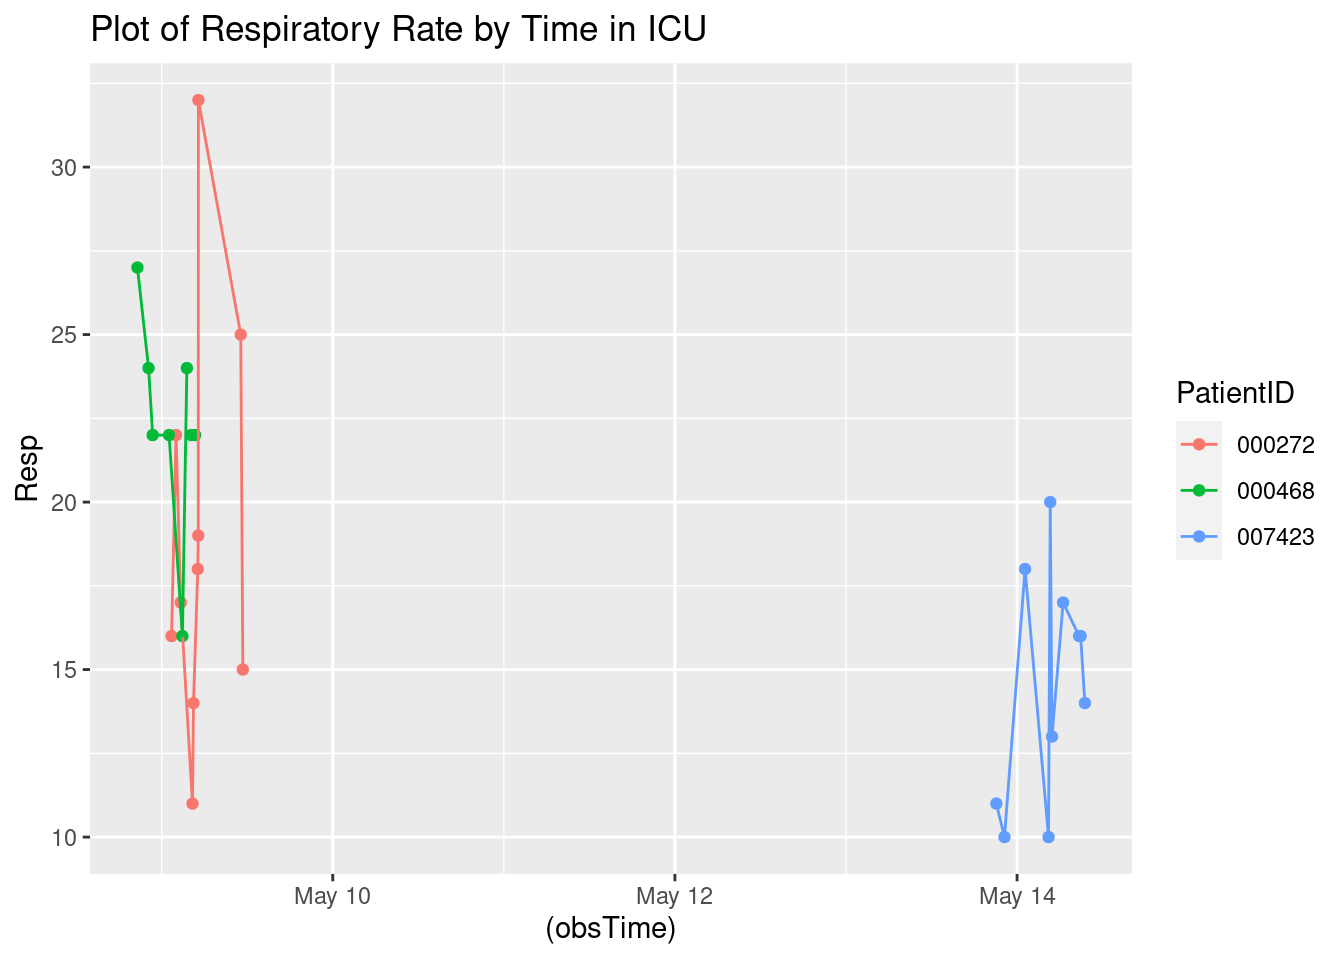 Plot of Respiratory Rate by Time in ICU
30
25
20
15
10
Resp
May 10
May 12
May 14
(obsTime)
PatientID
000272
000468
007423